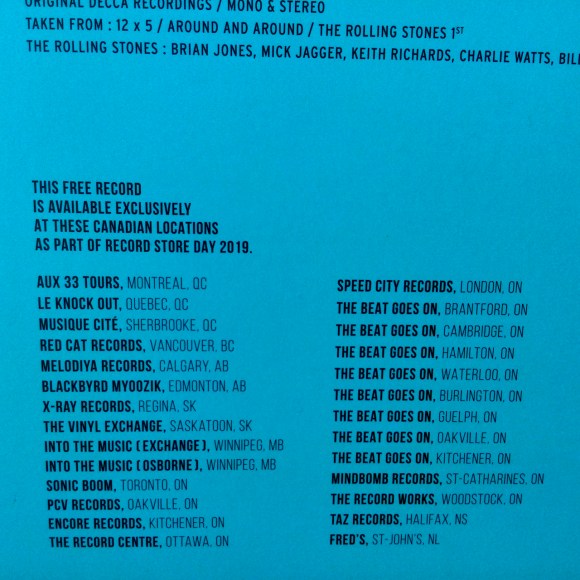 ORIGINAL DECCA RECORDINGS / MONO & STEREO
TAKEN FROM : 12 x 5 / AROUND AND AROUND / THE ROLLING STONES 1ST
THE ROLLING STONES : BRIAN JONES, MICK JAGGER, KEITH RICHARDS, CHARLIE WATTS, BILL
THIS FREE RECORD
IS AVAILABLE EXCLUSIVELY
AT THESE CANADIAN LOCATIONS
AS PART OF RECORD STORE DAY 2019.
AUX 33 TOURS, MONTREAL, QC
LE KNOCK OUT, QUEBEC, QC
MUSIQUE CITÉ, SHERBROOKE, QC
RED CAT RECORDS, VANCOUVER, BC
MELODIYA RECORDS, CALGARY, AB
BLACKBYRD MYOOZIK, EDMONTON, AB
X-RAY RECORDS, REGINA, SK
THE VINYL EXCHANGE, SASKATOON, SK
INTO THE MUSIC (EXCHANGE), WINNIPEG, MB
INTO THE MUSIC (OSBORNE), WINNIPEG, MB
SONIC BOOM, TORONTO, ON
PCV RECORDS, OAKVILLE, ON
ENCORE RECORDS, KITCHENER, ON
THE RECORD CENTRE, OTTAWA, ON
SPEED CITY RECORDS, LONDON, ON
THE BEAT GOES ON, BRANTFORD, ON
THE BEAT GOES ON, CAMBRIDGE, ON
THE BEAT GOES ON, HAMILTON, ON
THE BEAT GOES ON, WATERLOO, ON
THE BEAT GOES ON, BURLINGTON, ON
THE BEAT GOES ON, GUELPH, ON
THE BEAT GOES ON, OAKVILLE, ON
THE BEAT GOES ON, KITCHENER, ON
MINDBOMB RECORDS, ST-CATHARINES, ON
THE RECORD WORKS, WOODSTOCK, ON
TAZ RECORDS, HALIFAX, NS
FRED'S, ST-JOHN'S, NL